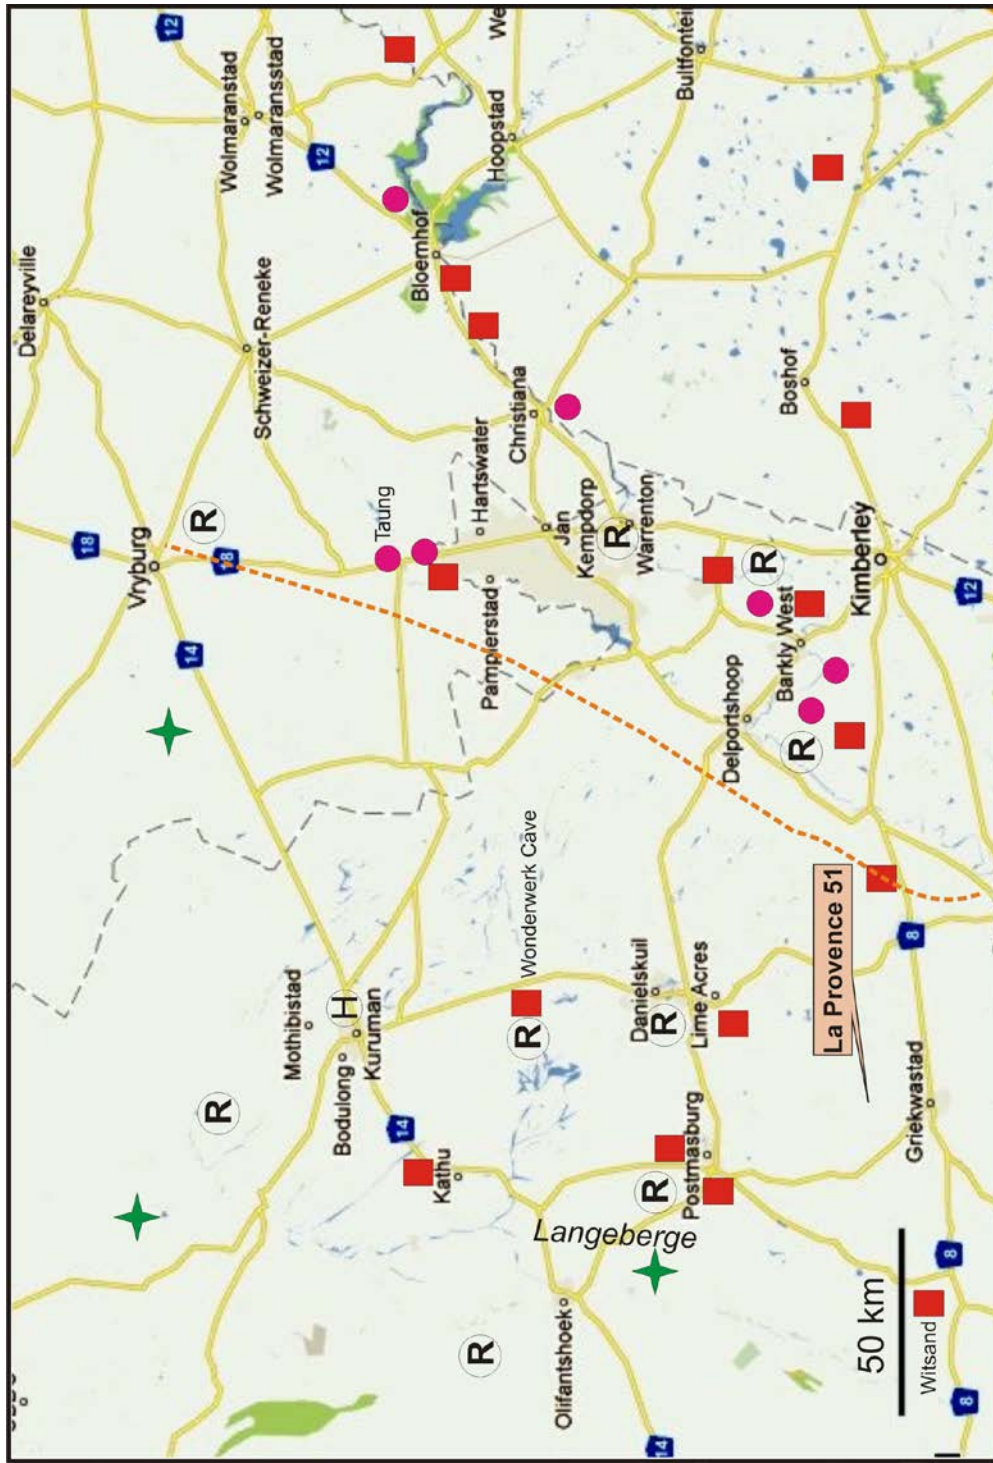 Delareyville
18
Vryburg
12
14
R
R
18
Wolmaranstad
Schweizer-Reneke
Wolmaransstad
Mothibistad
12
Bodulong
H
Kuruman
Taung
14
Bloemhof
Kathu
R
Hartswater
Pampierstad
Hoopstad
We
Christiana
R
Wonderwerk Cave
Jan
Kempdorp
Olifantshoek
Langeberge
R
Danielskuil
Warrenton
R
R
14
Bultfontein
Postmasburg
Lime Acres
Delportshoop
R
Barkly West
Boshof
R
La Provence 51
Kimberley
50 km
8
Griekwastad
Witsand
8
8
12